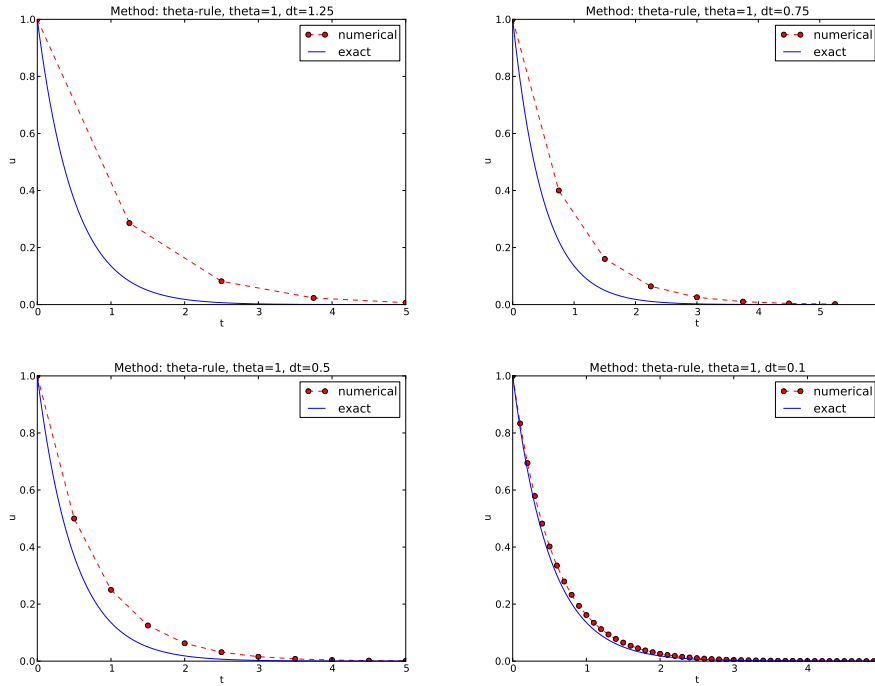 Method: theta-rule, theta=1, dt=1.25
numerical
exact
1.0
0.8
0.6
0.4
0.2
0.0
u
0 1 2 3 4 5
t
Method: theta-rule, theta=1, dt=0.75
numerical
exact
1.0
0.8
0.6
0.4
0.2
0.0
u
0 1 2 3 4 5
t
Method: theta-rule, theta=1, dt=0.5
numerical
exact
1.0
0.8
0.6
0.4
0.2
0.0
u
0 1 2 3 4 5
t
Method: theta-rule, theta=1, dt=0.1
numerical
exact
1.0
0.8
0.6
0.4
0.2
0.0
u
0 1 2 3 4
t